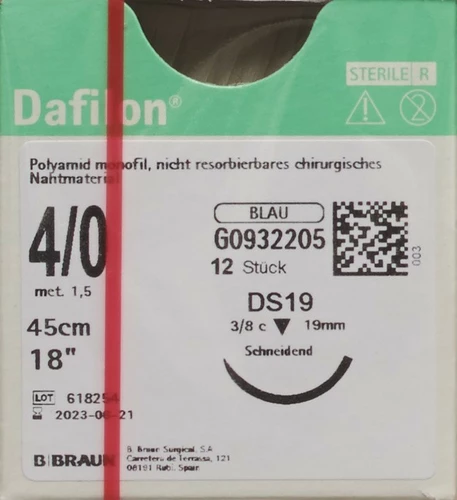 STERILE R
Dafilon®
Polyamid monofil, nicht resorbierbares chirurgisches
Nahtmaterial
4/0
met. 1,5
45cm
18"
BLAU
G0932205
12 Stück
003
DS19
3/8 c ▼ 19mm
Schneidend
LOT 618254
2023-06-21
B|BRAUN
B. Braun Surgical, S.A.
Carretera de Terrassa, 121
08191 Rubí, Spain